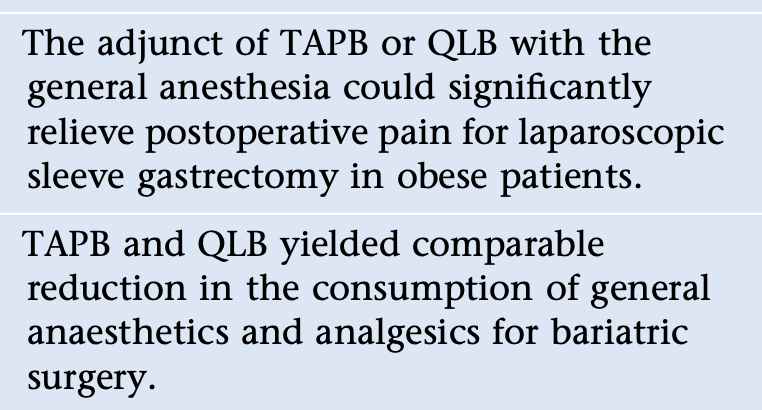 The adjunct of TAPB or QLB with the
general anesthesia could significantly
relieve postoperative pain for laparoscopic
sleeve gastrectomy in obese patients.
TAPB and QLB yielded comparable
reduction in the consumption of general
anaesthetics and analgesics for bariatric
surgery.